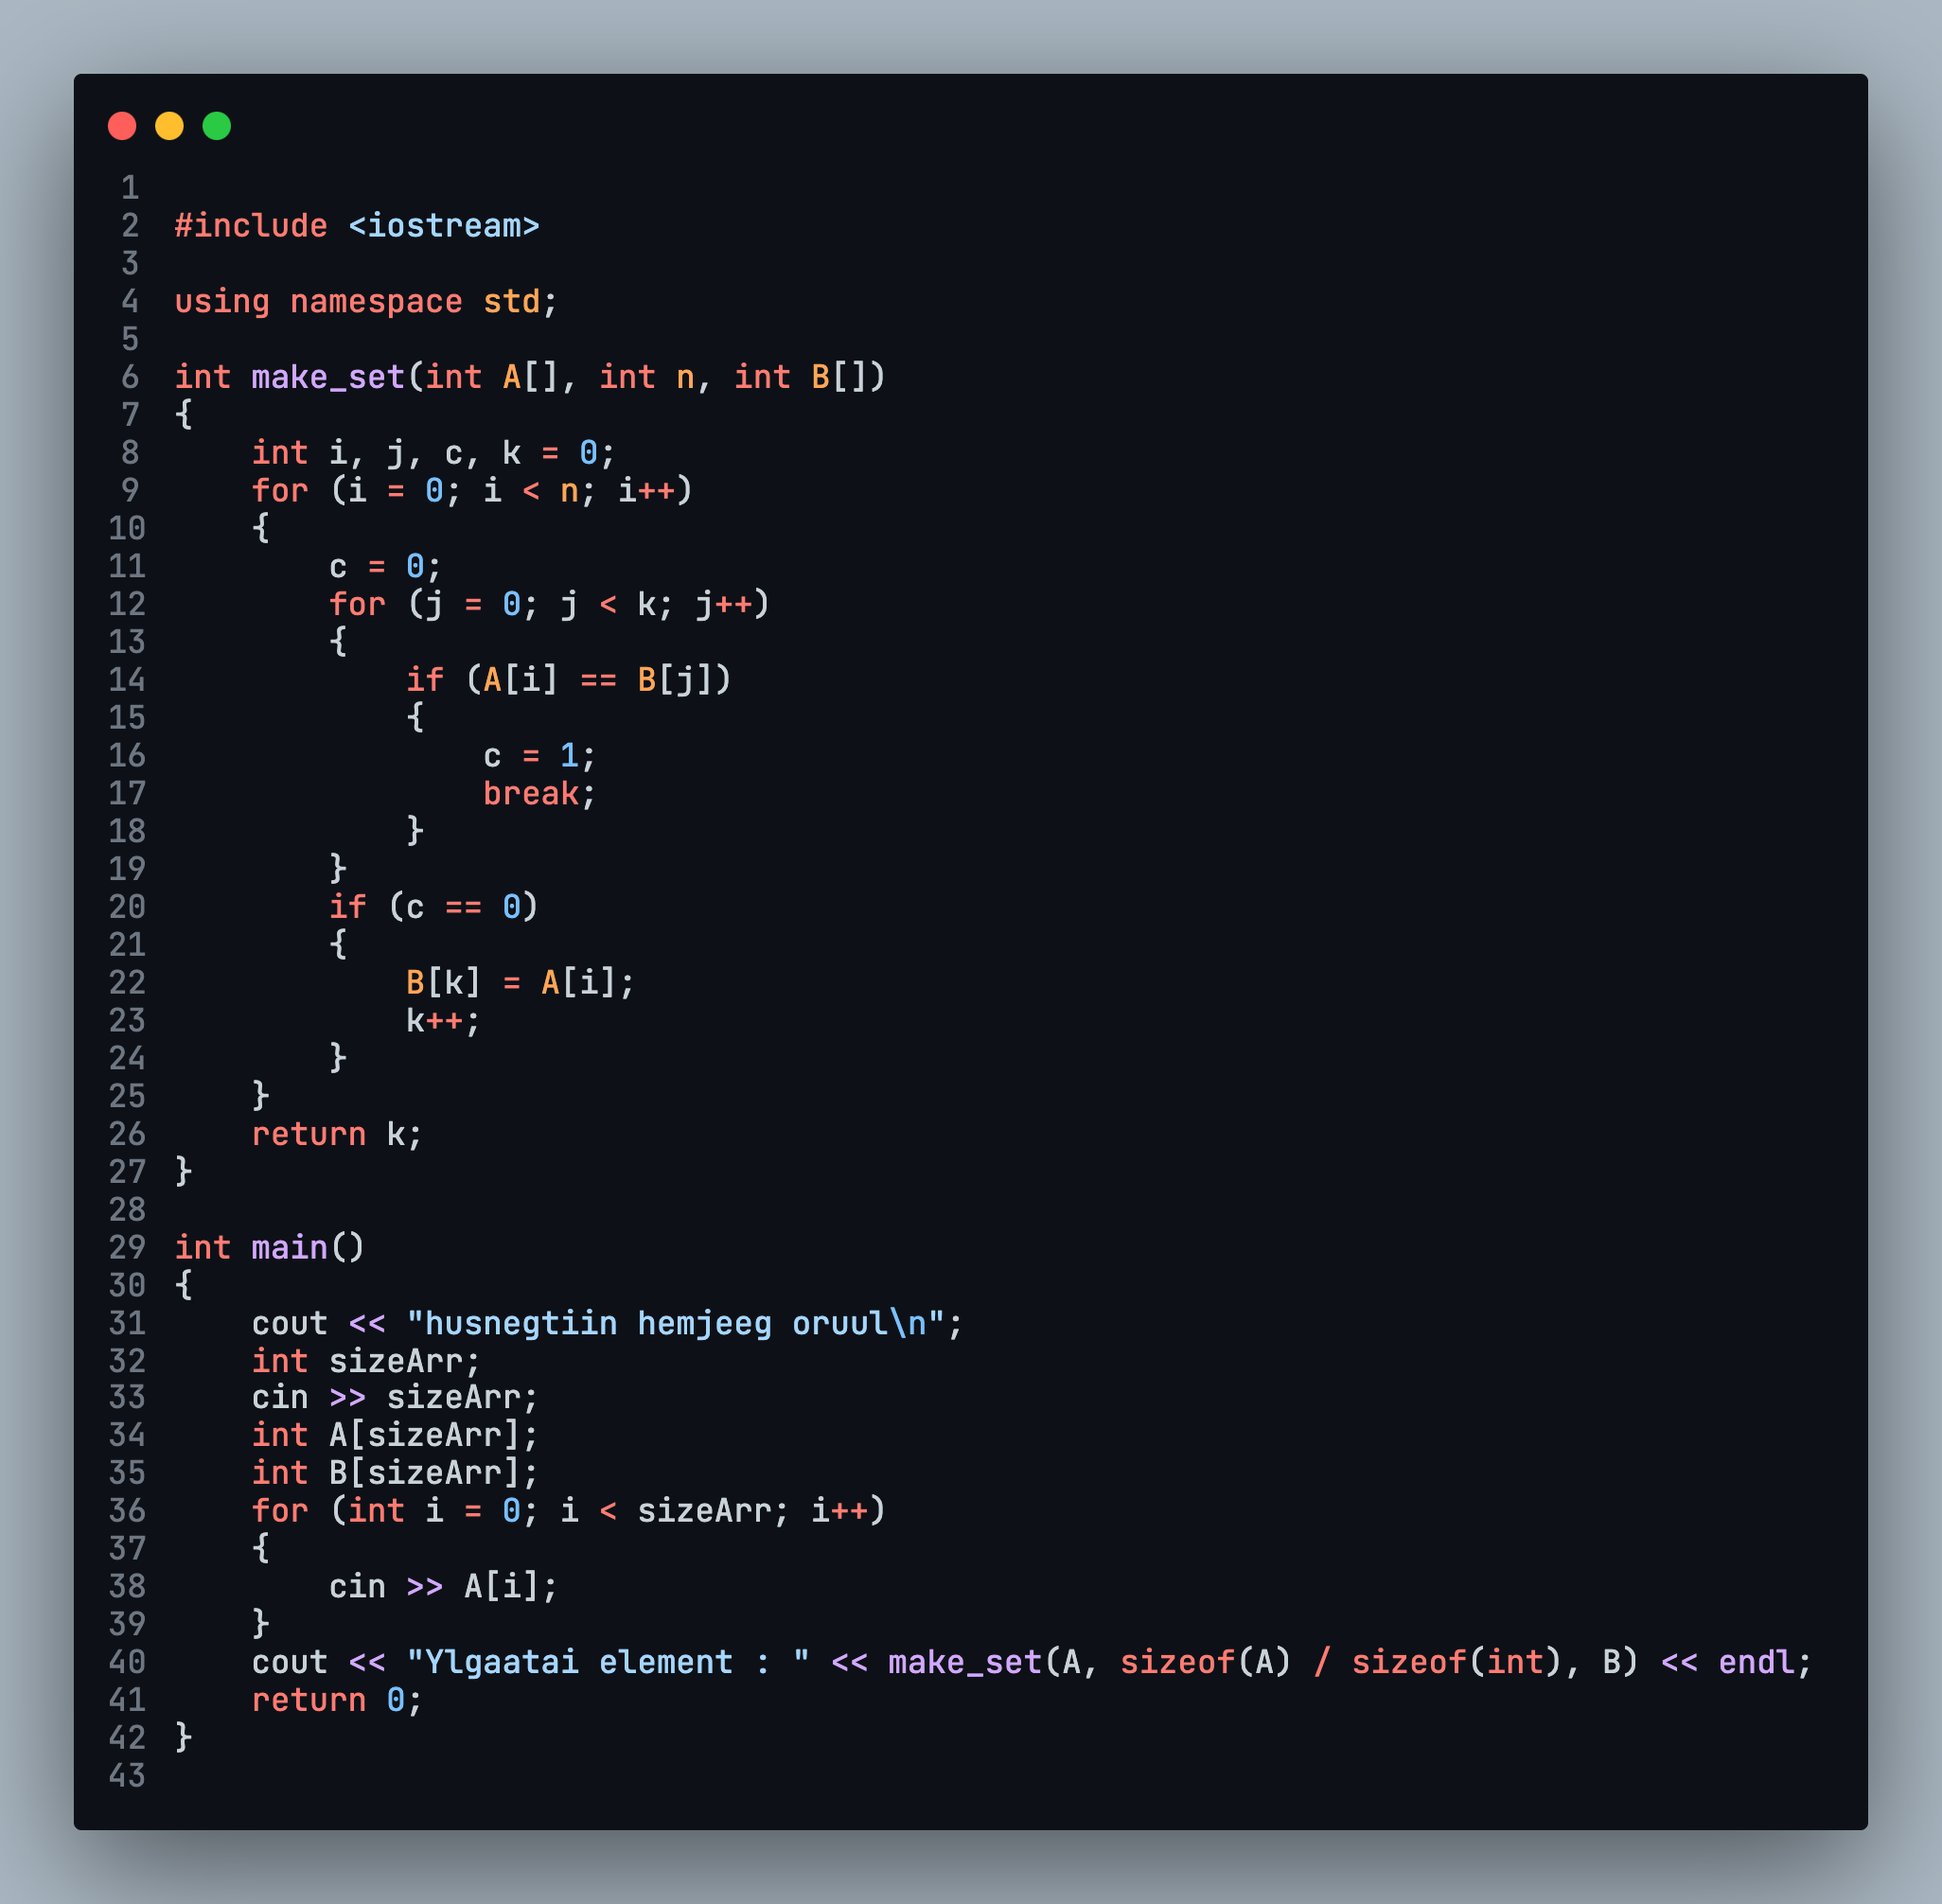 1
2 #include <iostream>
3
4 using namespace std;
5
6 int make_set(int A[], int n, int B[])
7 {
8     int i, j, c, k = 0;
9     for (i = 0; i < n; i++)
10     {
11         c = 0;
12         for (j = 0; j < k; j++)
13         {
14             if (A[i] == B[j])
15             {
16                 c = 1;
17                 break;
18             }
19         }
20         if (c == 0)
21         {
22             B[k] = A[i];
23             k++;
24         }
25     }
26     return k;
27 }
28
29 int main()
30 {
31     cout << "husnegtiin hemjeeg oruul\n";
32     int sizeArr;
33     cin >> sizeArr;
34     int A[sizeArr];
35     int B[sizeArr];
36     for (int i = 0; i < sizeArr; i++)
37     {
38         cin >> A[i];
39     }
40     cout << "Ylgaatai element : " << make_set(A, sizeof(A) / sizeof(int), B) << endl;
41     return 0;
42 }
43